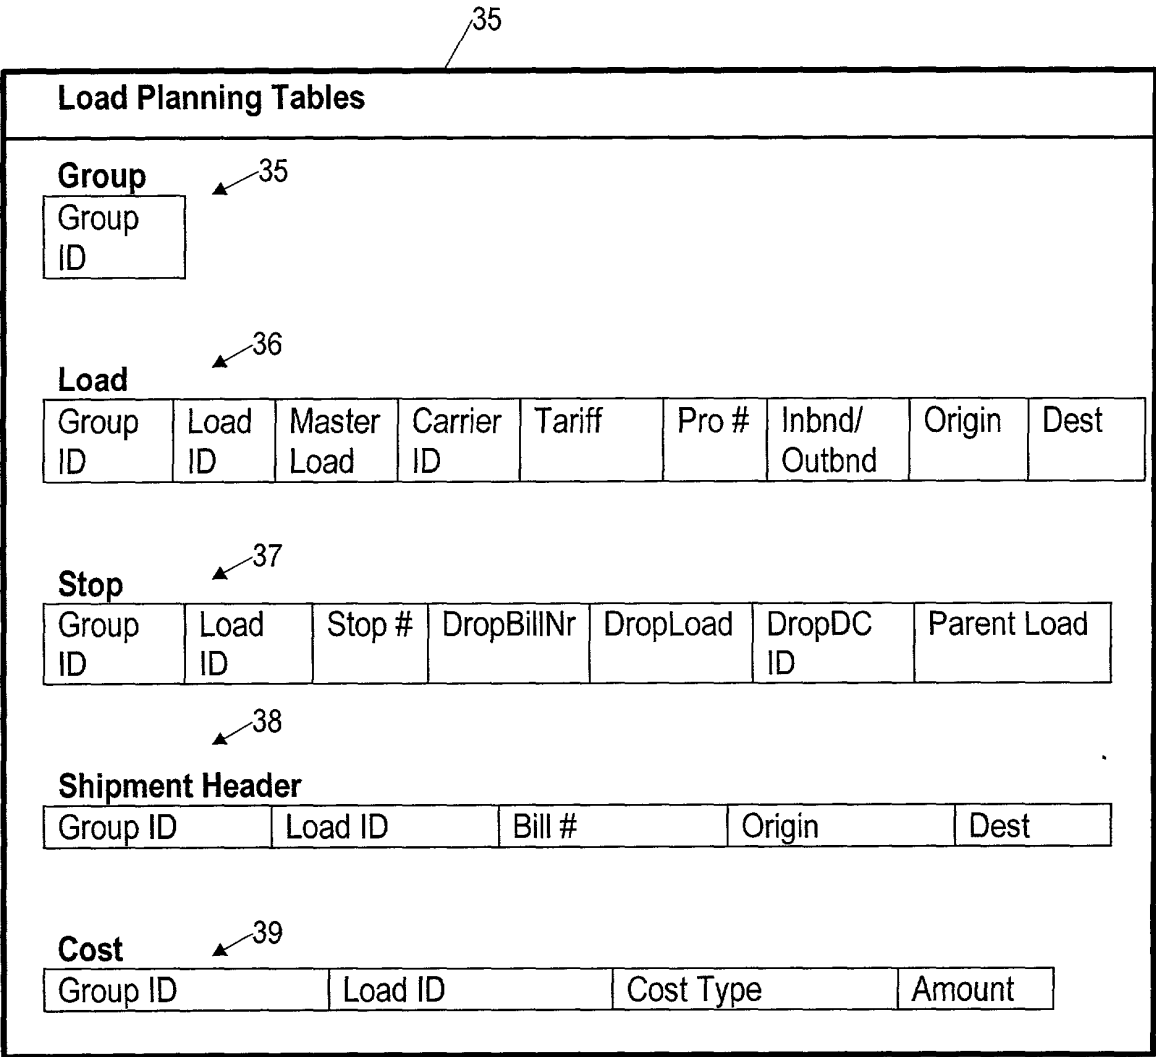 35
Load Planning Tables
Group
35
Group
ID
36
Load
Group Load Master Carrier Tariff Pro # Inbnd/ Origin Dest
ID ID Load ID Outbnd
37
Stop
Group Load Stop # DropBillNr DropLoad DropDC Parent Load
ID ID ID
38
Shipment Header
Group ID Load ID Bill # Origin Dest
39
Cost
Group ID Load ID Cost Type Amount